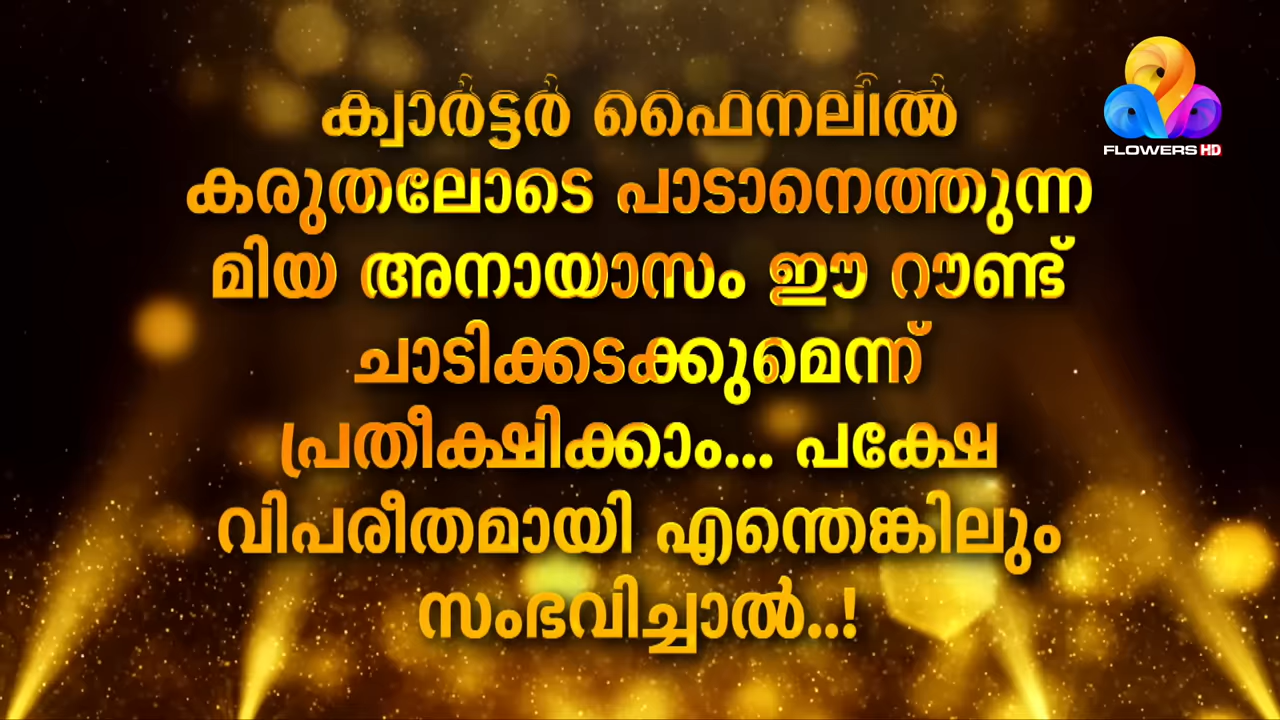 ക്വാർട്ടർ ഫൈനലിൽ
കരുതലോടെ പാടാനെത്തുന്ന
മിയ അനായാസം ഈ റൗണ്ട്
ചാടിക്കടക്കുമെന്ന്
പ്രതീക്ഷിക്കാം... പക്ഷേ
വിപരീതമായി എന്തെങ്കിലും
സംഭവിച്ചാൽ..!
FLOWERS HD